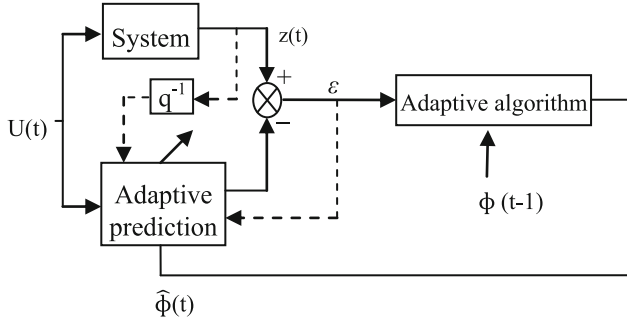 System
z(t)
+
ε
q⁻¹
Adaptive algorithm
U(t)
−
Adaptive
prediction
ϕ (t-1)
ϕ̂(t)